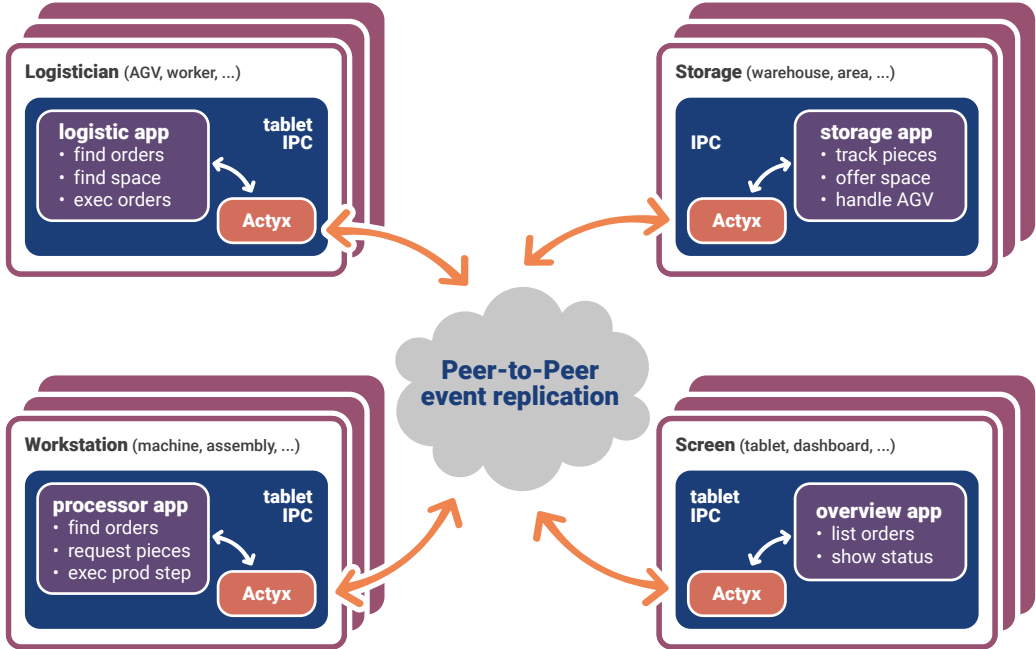 Logistician (AGV, worker, ...)
logistic app
• find orders
• find space
• exec orders
tablet
IPC
Actyx
Storage (warehouse, area, ...)
IPC
storage app
• track pieces
• offer space
• handle AGV
Actyx
Peer-to-Peer
event replication
Workstation (machine, assembly, ...)
processor app
• find orders
• request pieces
• exec prod step
tablet
IPC
Actyx
Screen (tablet, dashboard, ...)
tablet
IPC
overview app
• list orders
• show status
Actyx